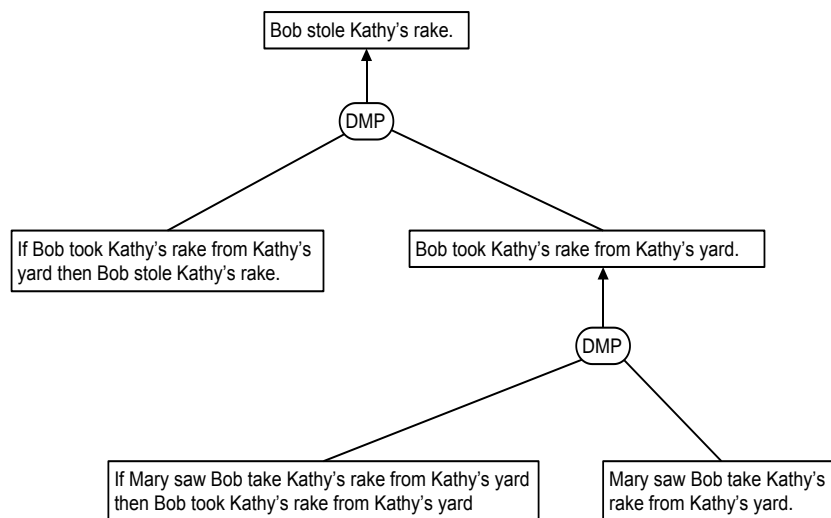 Bob stole Kathy’s rake.
DMP
If Bob took Kathy’s rake from Kathy’s
yard then Bob stole Kathy’s rake.
Bob took Kathy’s rake from Kathy’s yard.
DMP
If Mary saw Bob take Kathy’s rake from Kathy’s yard
then Bob took Kathy’s rake from Kathy’s yard
Mary saw Bob take Kathy’s
rake from Kathy’s yard.